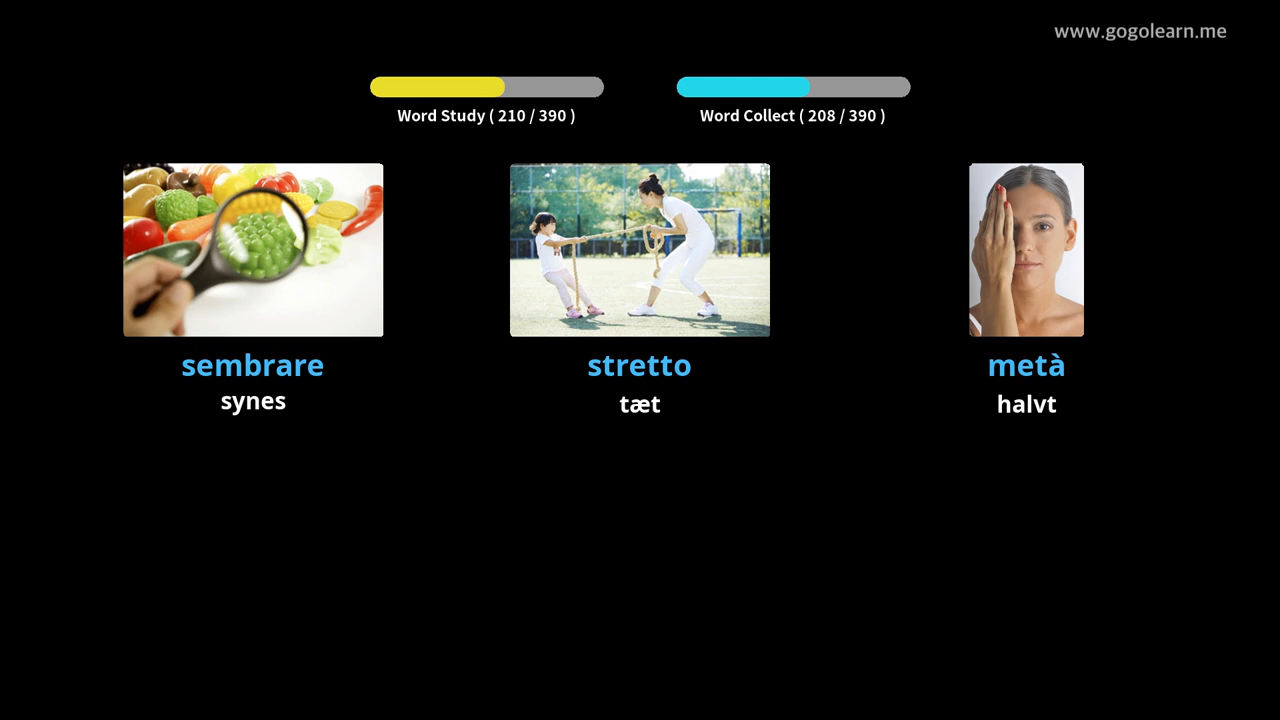 www.gogolearn.me
Word Study ( 210 / 390 )
Word Collect ( 208 / 390 )
sembrare
synes
stretto
tæt
metà
halvt